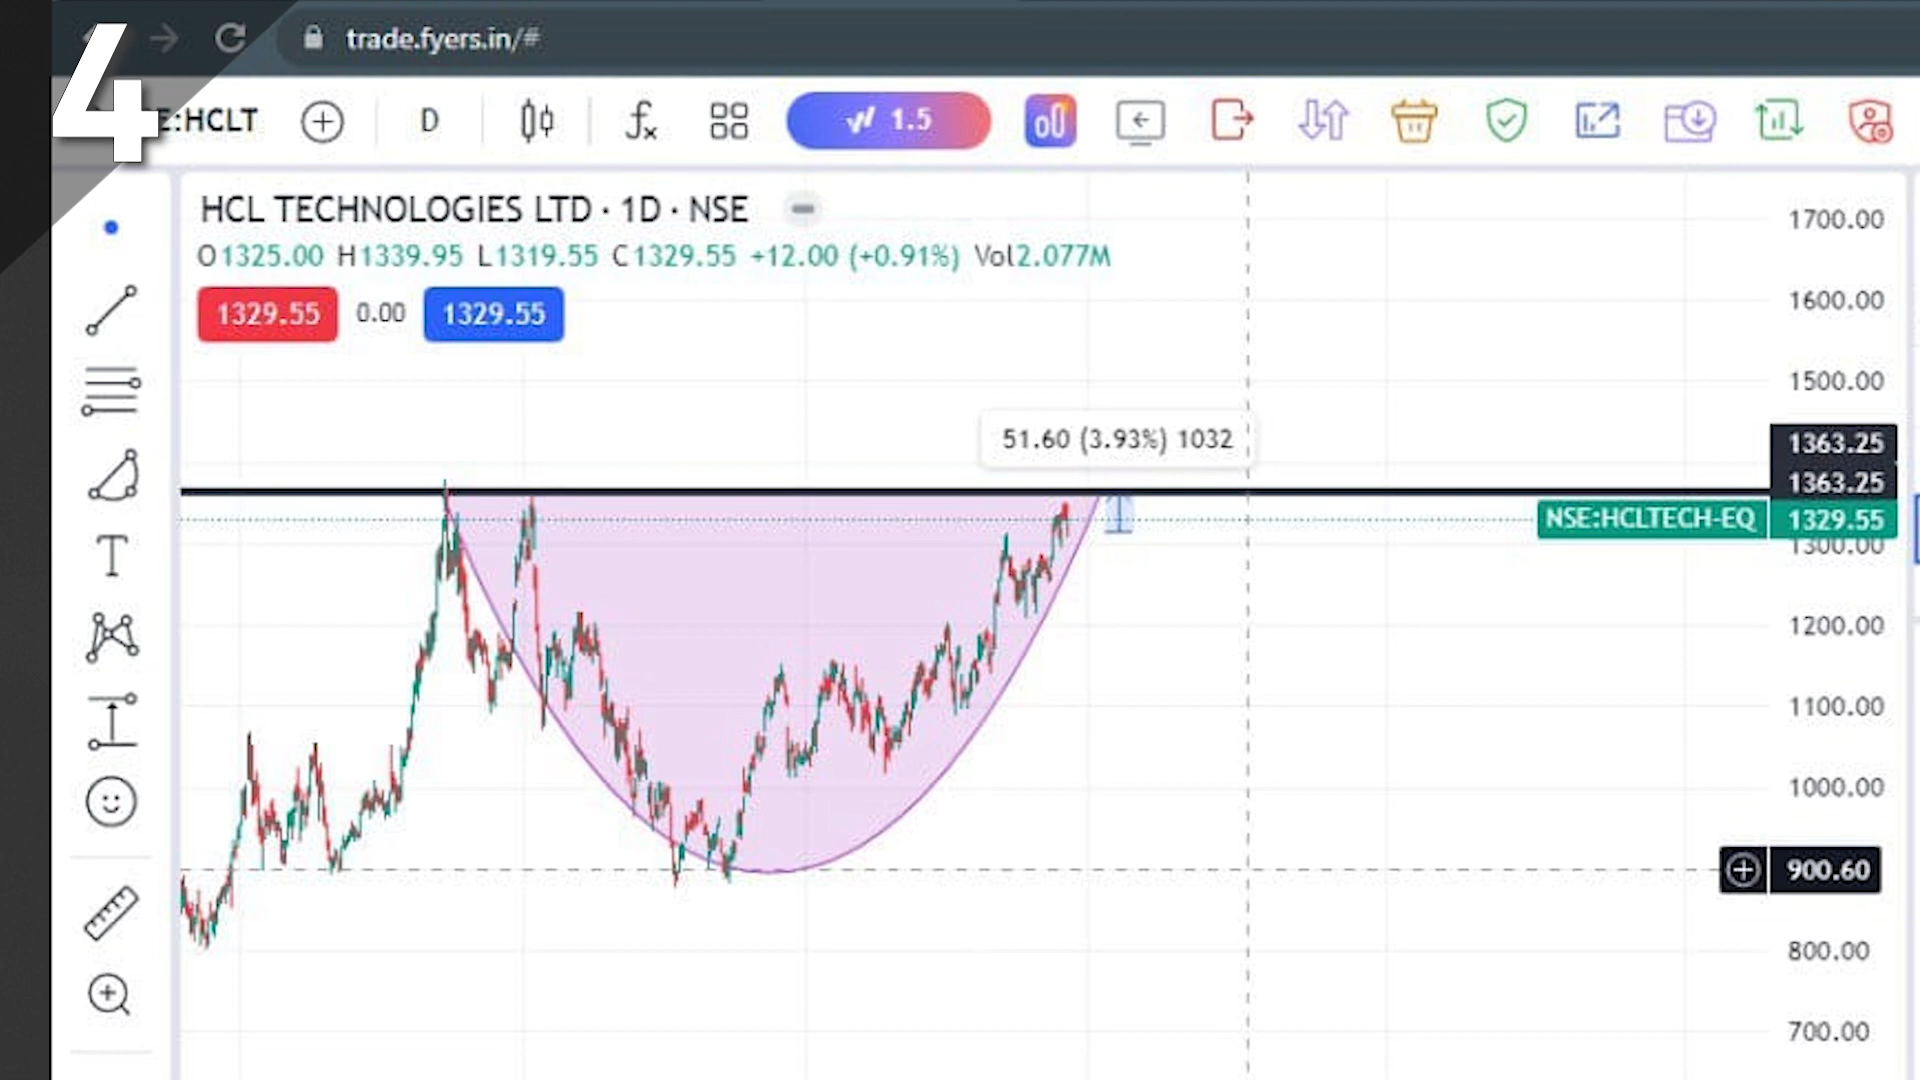 4
trade.fyers.in/#
E:HCLT
D
1.5
HCL TECHNOLOGIES LTD · 1D · NSE
O1325.00 H1339.95 L1319.55 C1329.55 +12.00 (+0.91%) Vol2.077M
1329.55 0.00 1329.55
1700.00
1600.00
1500.00
51.60 (3.93%) 1032
1363.25
1363.25
NSE:HCLTECH-EQ 1329.55
1300.00
1200.00
1100.00
1000.00
900.60
800.00
700.00
T